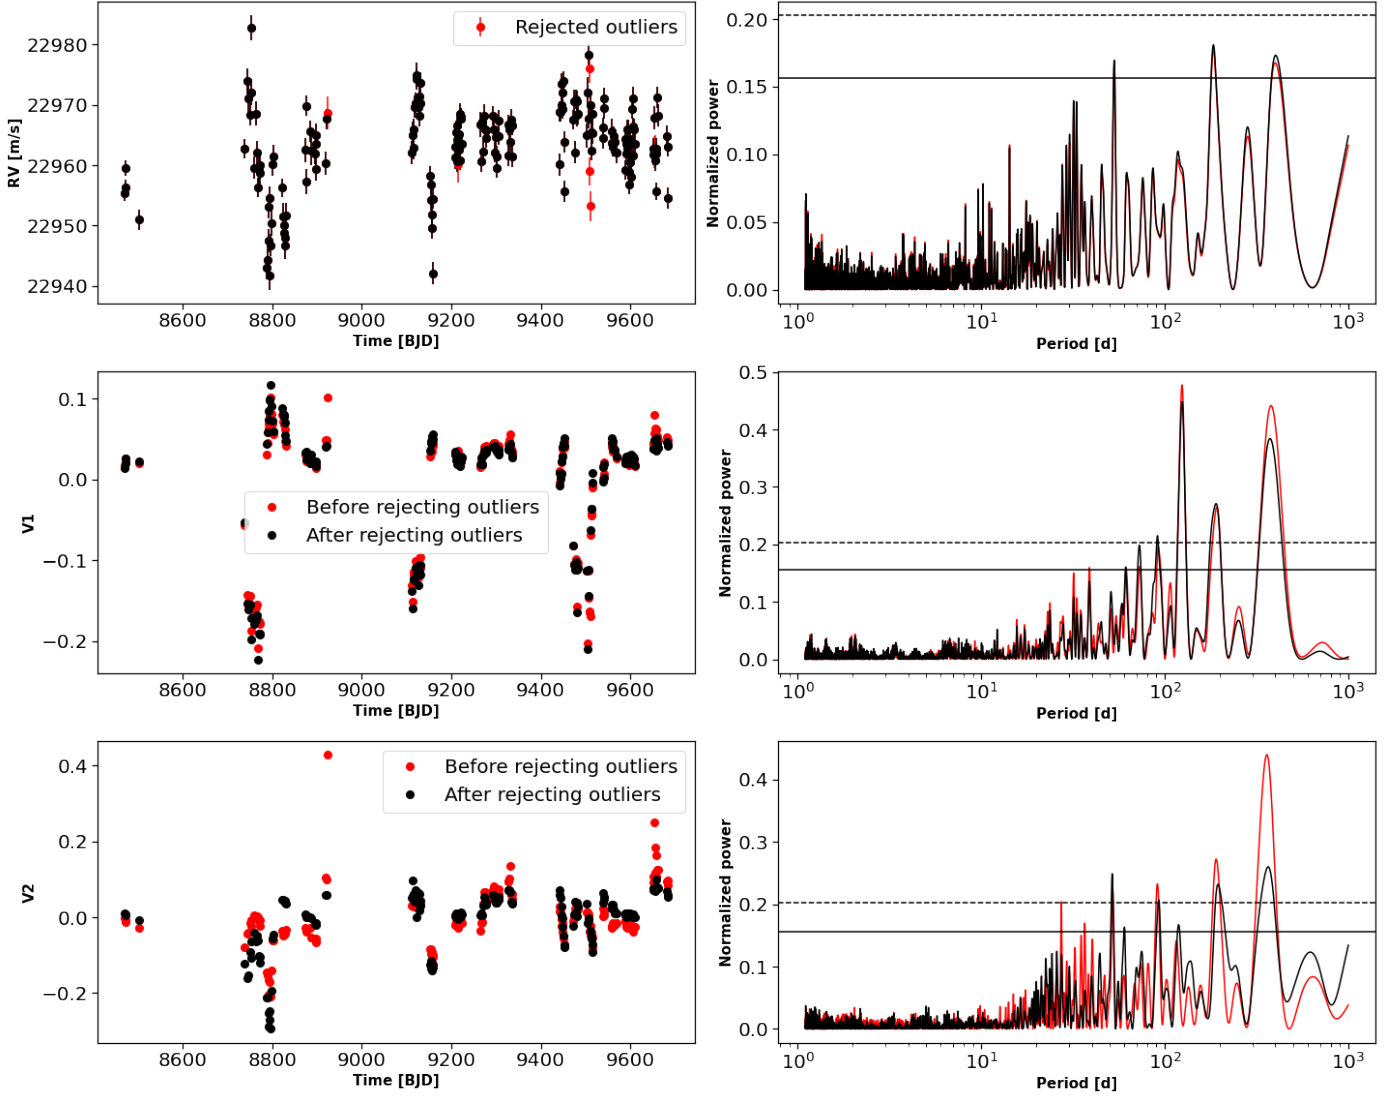 Rejected outliers
22980
22970
22960
22950
22940
RV [m/s]
8600 8800 9000 9200 9400 9600
Time [BJD]
0.20
0.15
0.10
0.05
0.00
Normalized power
10^0 10^1 10^2 10^3
Period [d]
0.1
0.0
−0.1
−0.2
V1
Before rejecting outliers
After rejecting outliers
8600 8800 9000 9200 9400 9600
Time [BJD]
0.5
0.4
0.3
0.2
0.1
0.0
Normalized power
10^0 10^1 10^2 10^3
Period [d]
Before rejecting outliers
After rejecting outliers
0.4
0.2
0.0
−0.2
V2
8600 8800 9000 9200 9400 9600
Time [BJD]
0.4
0.3
0.2
0.1
0.0
Normalized power
10^0 10^1 10^2 10^3
Period [d]